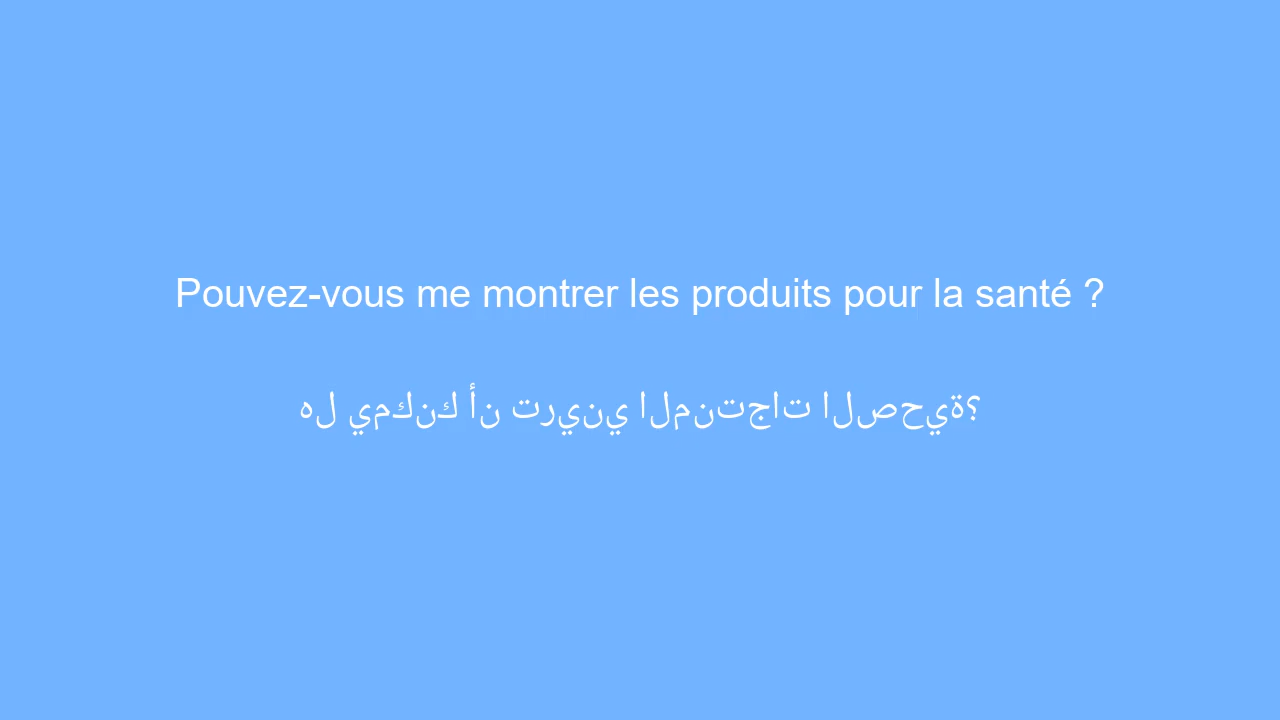 Pouvez-vous me montrer les produits pour la santé ?
هل يمكنك أن تريني المنتجات الصحية؟